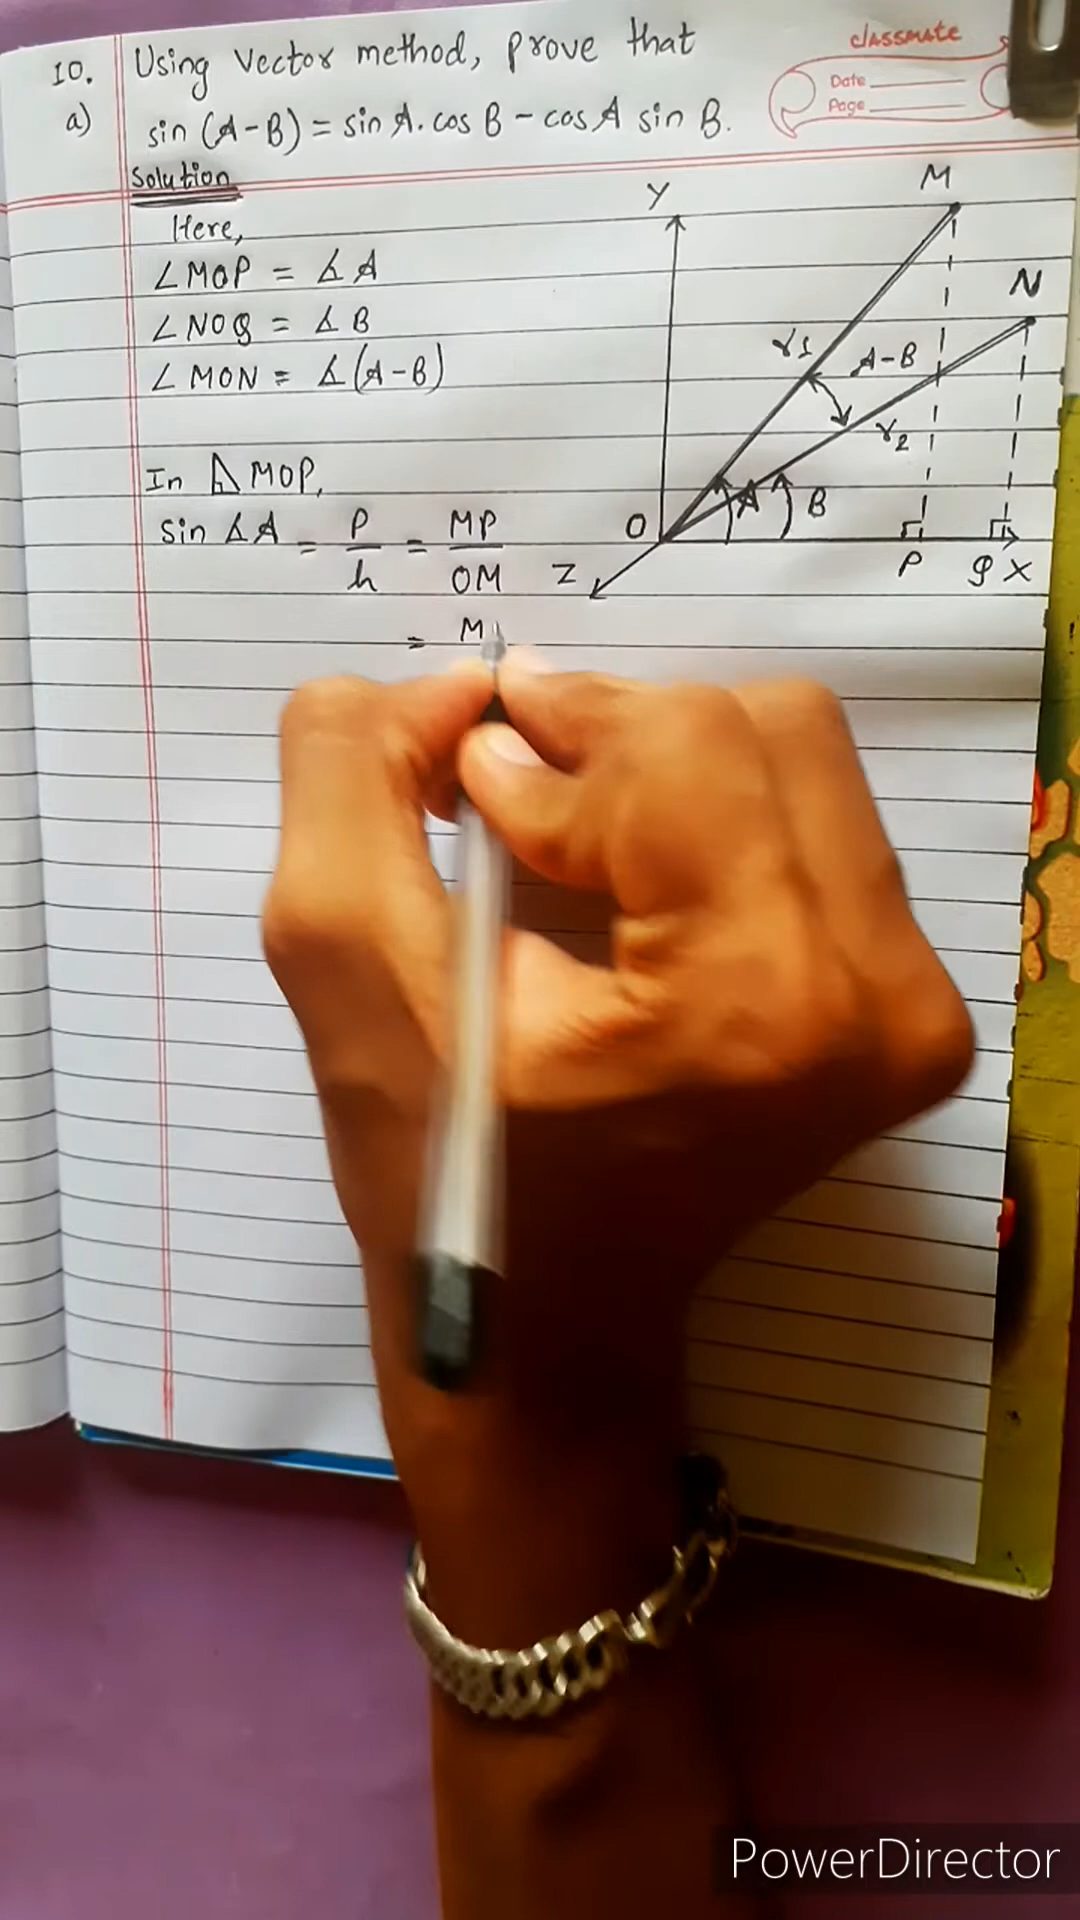 10. Using Vector method, prove that
a) sin (A-B) = sin A. cos B - cos A sin B.
classmate
Date
Page
Solution
Here,
∠MOP = ∡A
∠NOQ = ∡B
∠MON = ∡(A-B)
In △MOP,
sin ∡A = P/h = MP/OM
= M
Y
M
N
r1
A-B
r2
A
B
O
Z
P
Q
X
PowerDirector